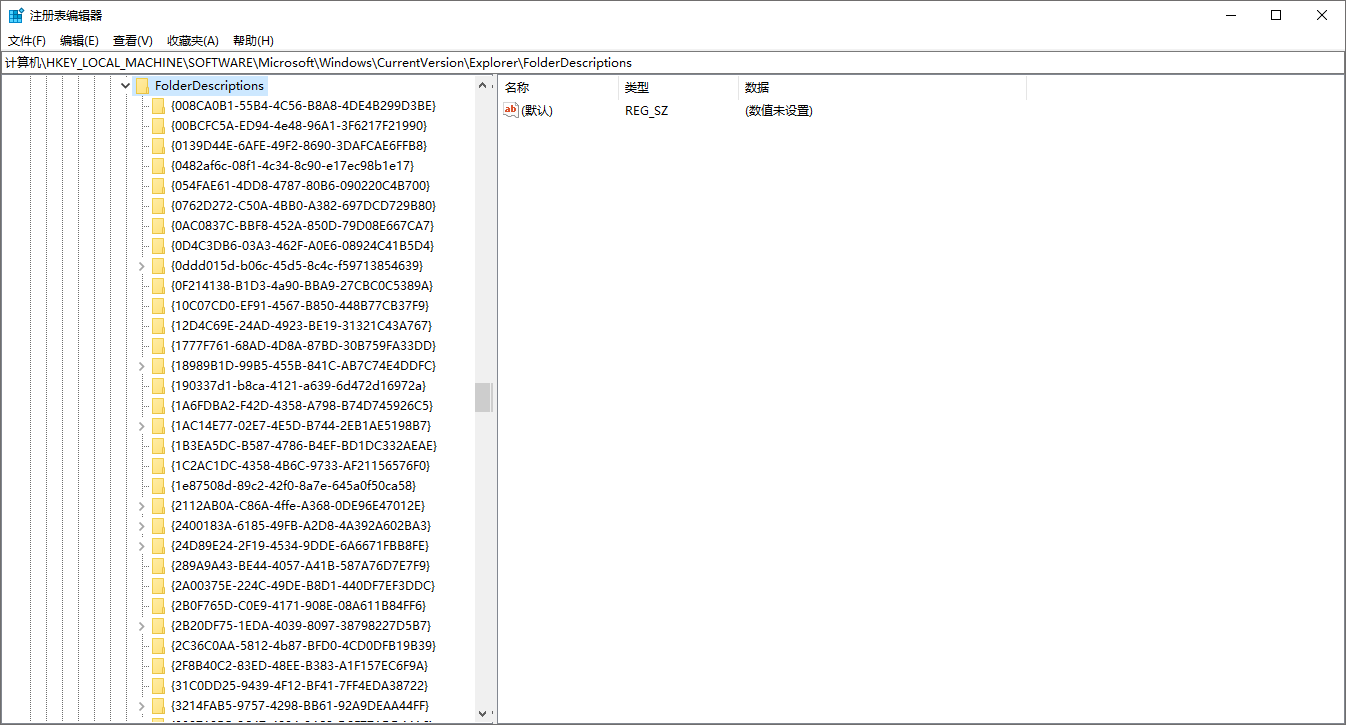 注册表编辑器
文件(F) 编辑(E) 查看(V) 收藏夹(A) 帮助(H)
计算机\HKEY_LOCAL_MACHINE\SOFTWARE\Microsoft\Windows\CurrentVersion\Explorer\FolderDescriptions
FolderDescriptions
{008CA0B1-55B4-4C56-B8A8-4DE4B299D3BE}
{00BCFC5A-ED94-4e48-96A1-3F6217F21990}
{0139D44E-6AFE-49F2-8690-3DAFCAE6FFB8}
{0482af6c-08f1-4c34-8c90-e17ec98b1e17}
{054FAE61-4DD8-4787-80B6-090220C4B700}
{0762D272-C50A-4BB0-A382-697DCD729B80}
{0AC0837C-BBF8-452A-850D-79D08E667CA7}
{0D4C3DB6-03A3-462F-A0E6-08924C41B5D4}
{0ddd015d-b06c-45d5-8c4c-f59713854639}
{0F214138-B1D3-4a90-BBA9-27CBC0C5389A}
{10C07CD0-EF91-4567-B850-448B77CB37F9}
{12D4C69E-24AD-4923-BE19-31321C43A767}
{1777F761-68AD-4D8A-87BD-30B759FA33DD}
{18989B1D-99B5-455B-841C-AB7C74E4DDFC}
{190337d1-b8ca-4121-a639-6d472d16972a}
{1A6FDBA2-F42D-4358-A798-B74D745926C5}
{1AC14E77-02E7-4E5D-B744-2EB1AE5198B7}
{1B3EA5DC-B587-4786-B4EF-BD1DC332AEAE}
{1C2AC1DC-4358-4B6C-9733-AF21156576F0}
{1e87508d-89c2-42f0-8a7e-645a0f50ca58}
{2112AB0A-C86A-4ffe-A368-0DE96E47012E}
{2400183A-6185-49FB-A2D8-4A392A602BA3}
{24D89E24-2F19-4534-9DDE-6A6671FBB8FE}
{289A9A43-BE44-4057-A41B-587A76D7E7F9}
{2A00375E-224C-49DE-B8D1-440DF7EF3DDC}
{2B0F765D-C0E9-4171-908E-08A611B84FF6}
{2B20DF75-1EDA-4039-8097-38798227D5B7}
{2C36C0AA-5812-4b87-BFD0-4CD0DFB19B39}
{2F8B40C2-83ED-48EE-B383-A1F157EC6F9A}
{31C0DD25-9439-4F12-BF41-7FF4EDA38722}
{3214FAB5-9757-4298-BB61-92A9DEAA44FF}
名称 类型 数据
ab (默认) REG_SZ (数值未设置)